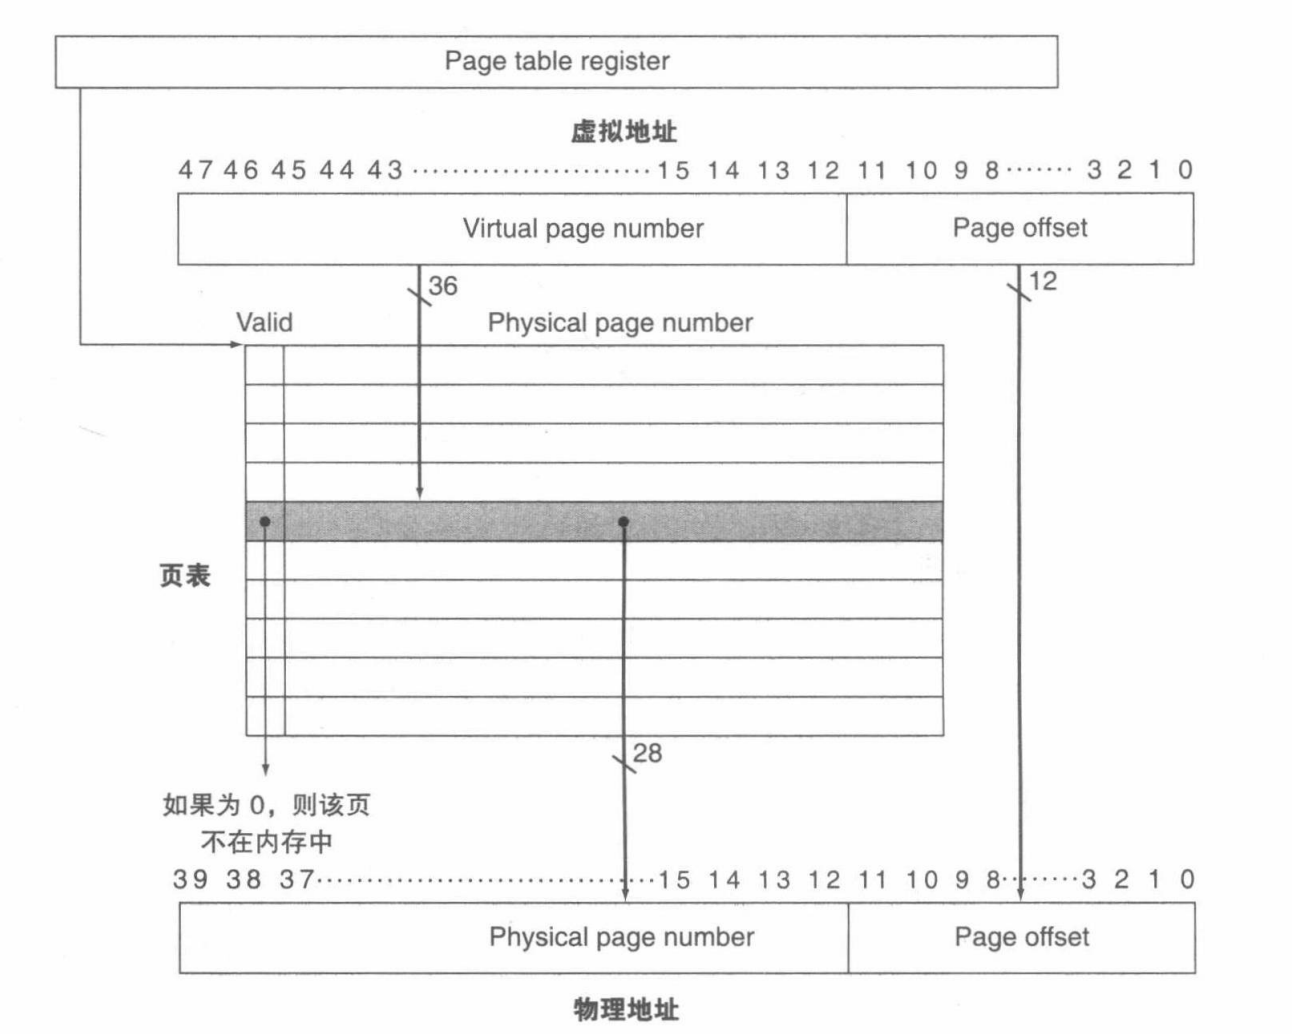 Page table register
虚拟地址
47 46 45 44 43 ························ 15 14 13 12 11 10 9 8 ······· 3 2 1 0
Virtual page number Page offset
36 12
Valid Physical page number
页表
28
如果为 0，则该页
不在内存中
39 38 37 ·································· 15 14 13 12 11 10 9 8 ········ 3 2 1 0
Physical page number Page offset
物理地址